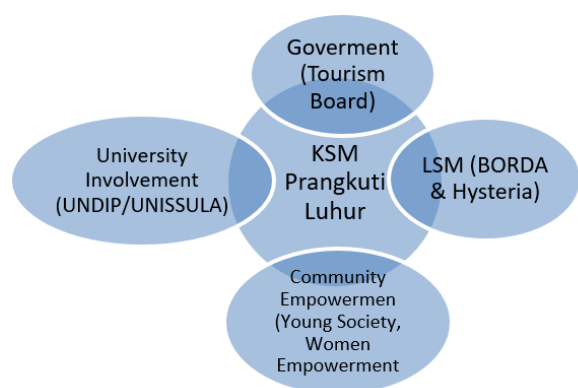 Goverment
(Tourism
Board)
KSM
Prangkuti
Luhur
University
Involvement
(UNDIP/UNISSULA)
LSM (BORDA
& Hysteria)
Community
Empowermen
(Young Society,
Women
Empowerment